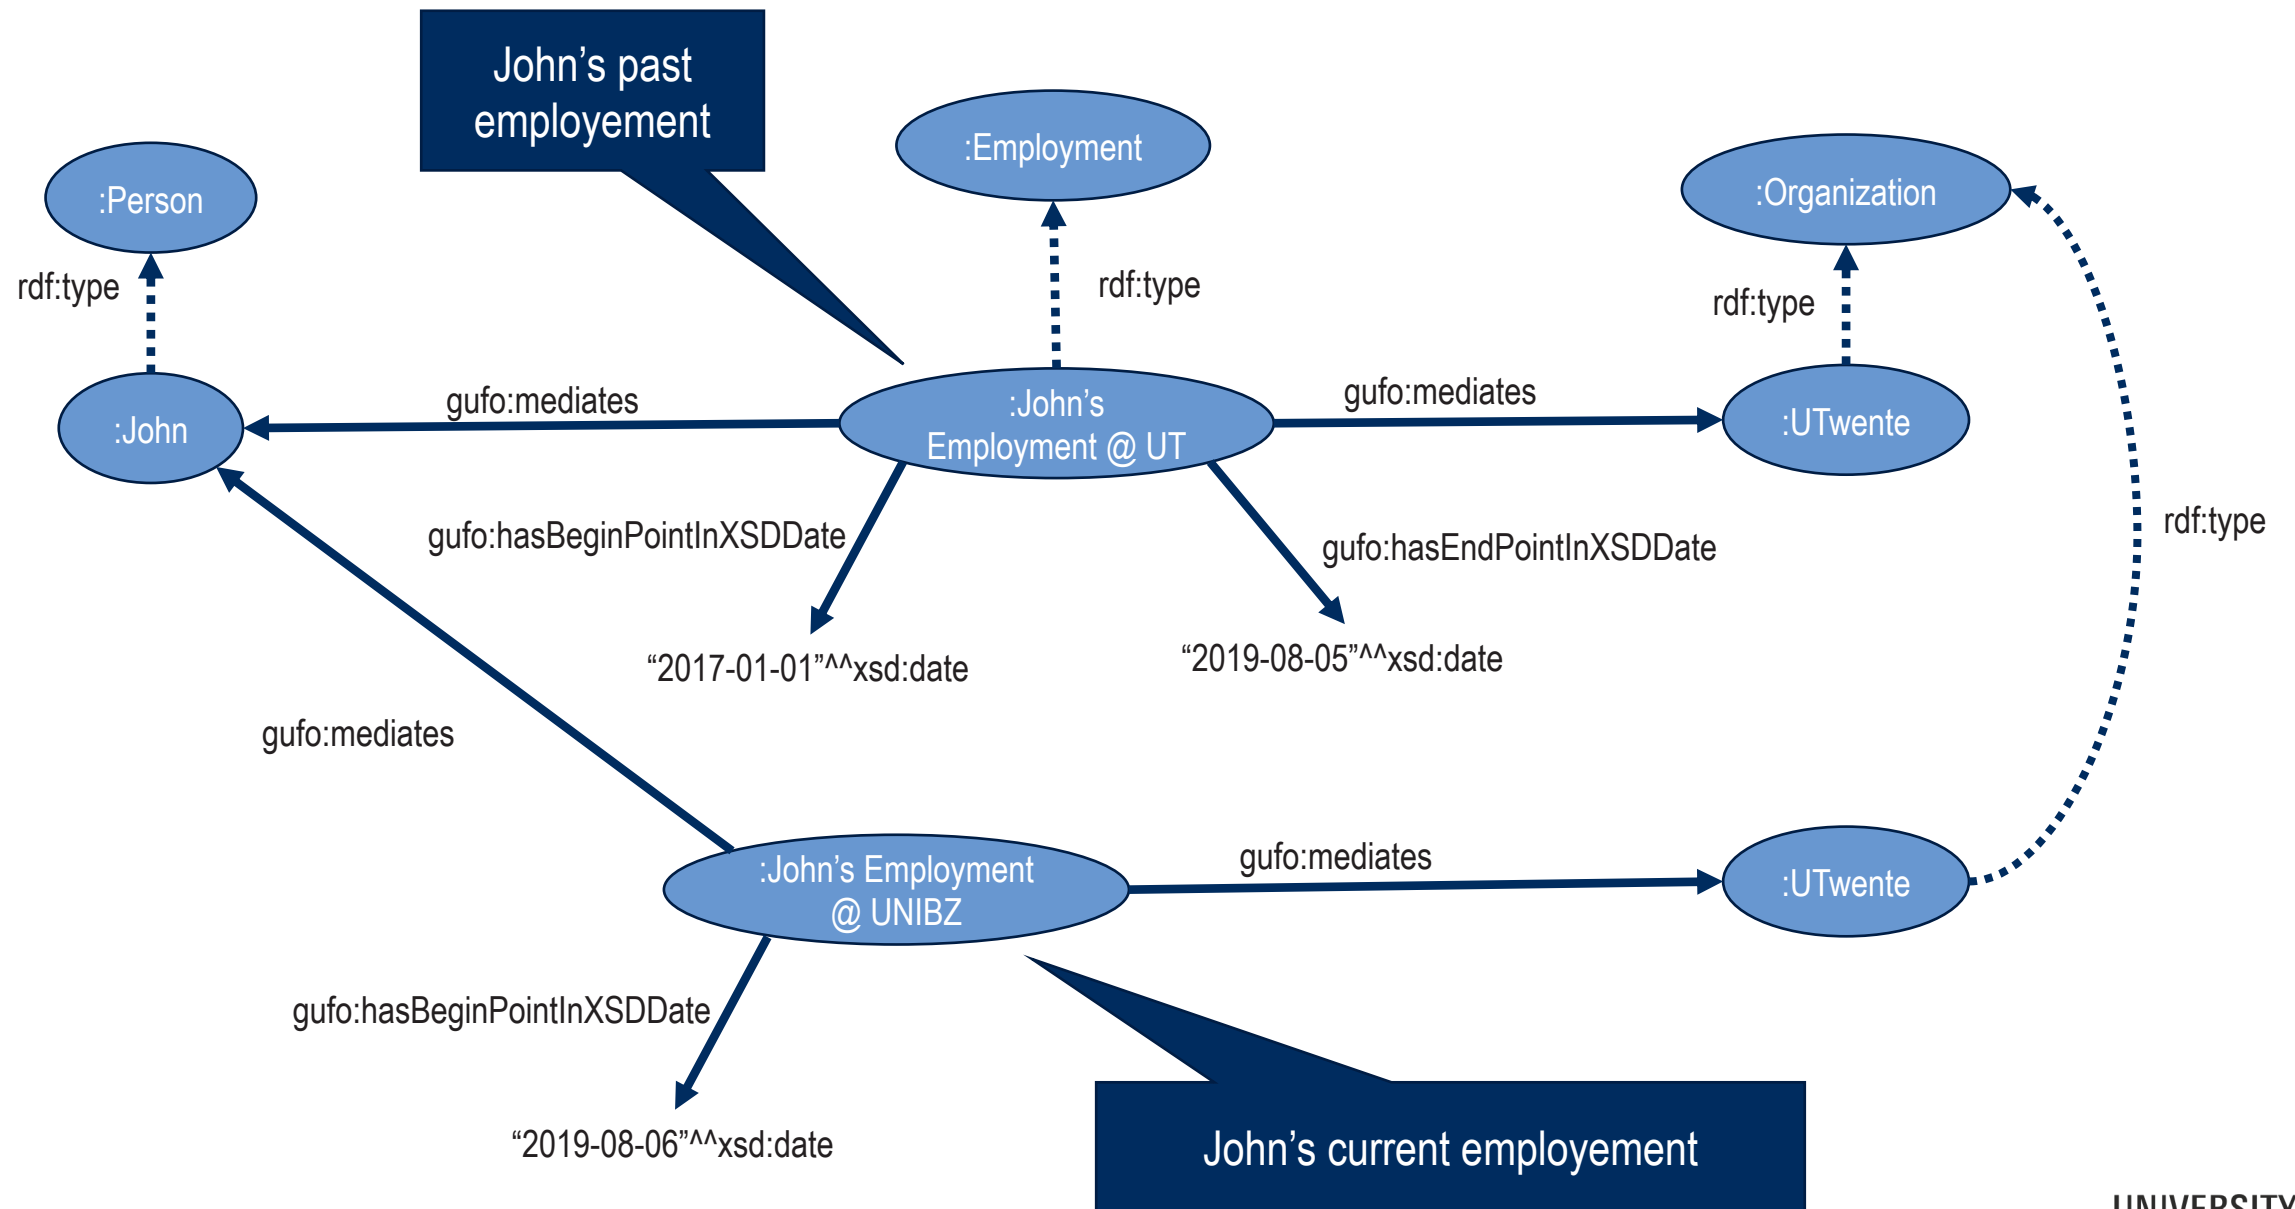 John’s past
employement
:Employment
:Person
:Organization
rdf:type
rdf:type
rdf:type
:John
gufo:mediates
:John’s
Employment @ UT
gufo:mediates
:UTwente
rdf:type
gufo:hasBeginPointInXSDDate
gufo:hasEndPointInXSDDate
“2017-01-01”^^xsd:date
“2019-08-05”^^xsd:date
gufo:mediates
:John’s Employment
@ UNIBZ
gufo:mediates
:UTwente
gufo:hasBeginPointInXSDDate
“2019-08-06”^^xsd:date
John’s current employement
UNIVERSITY